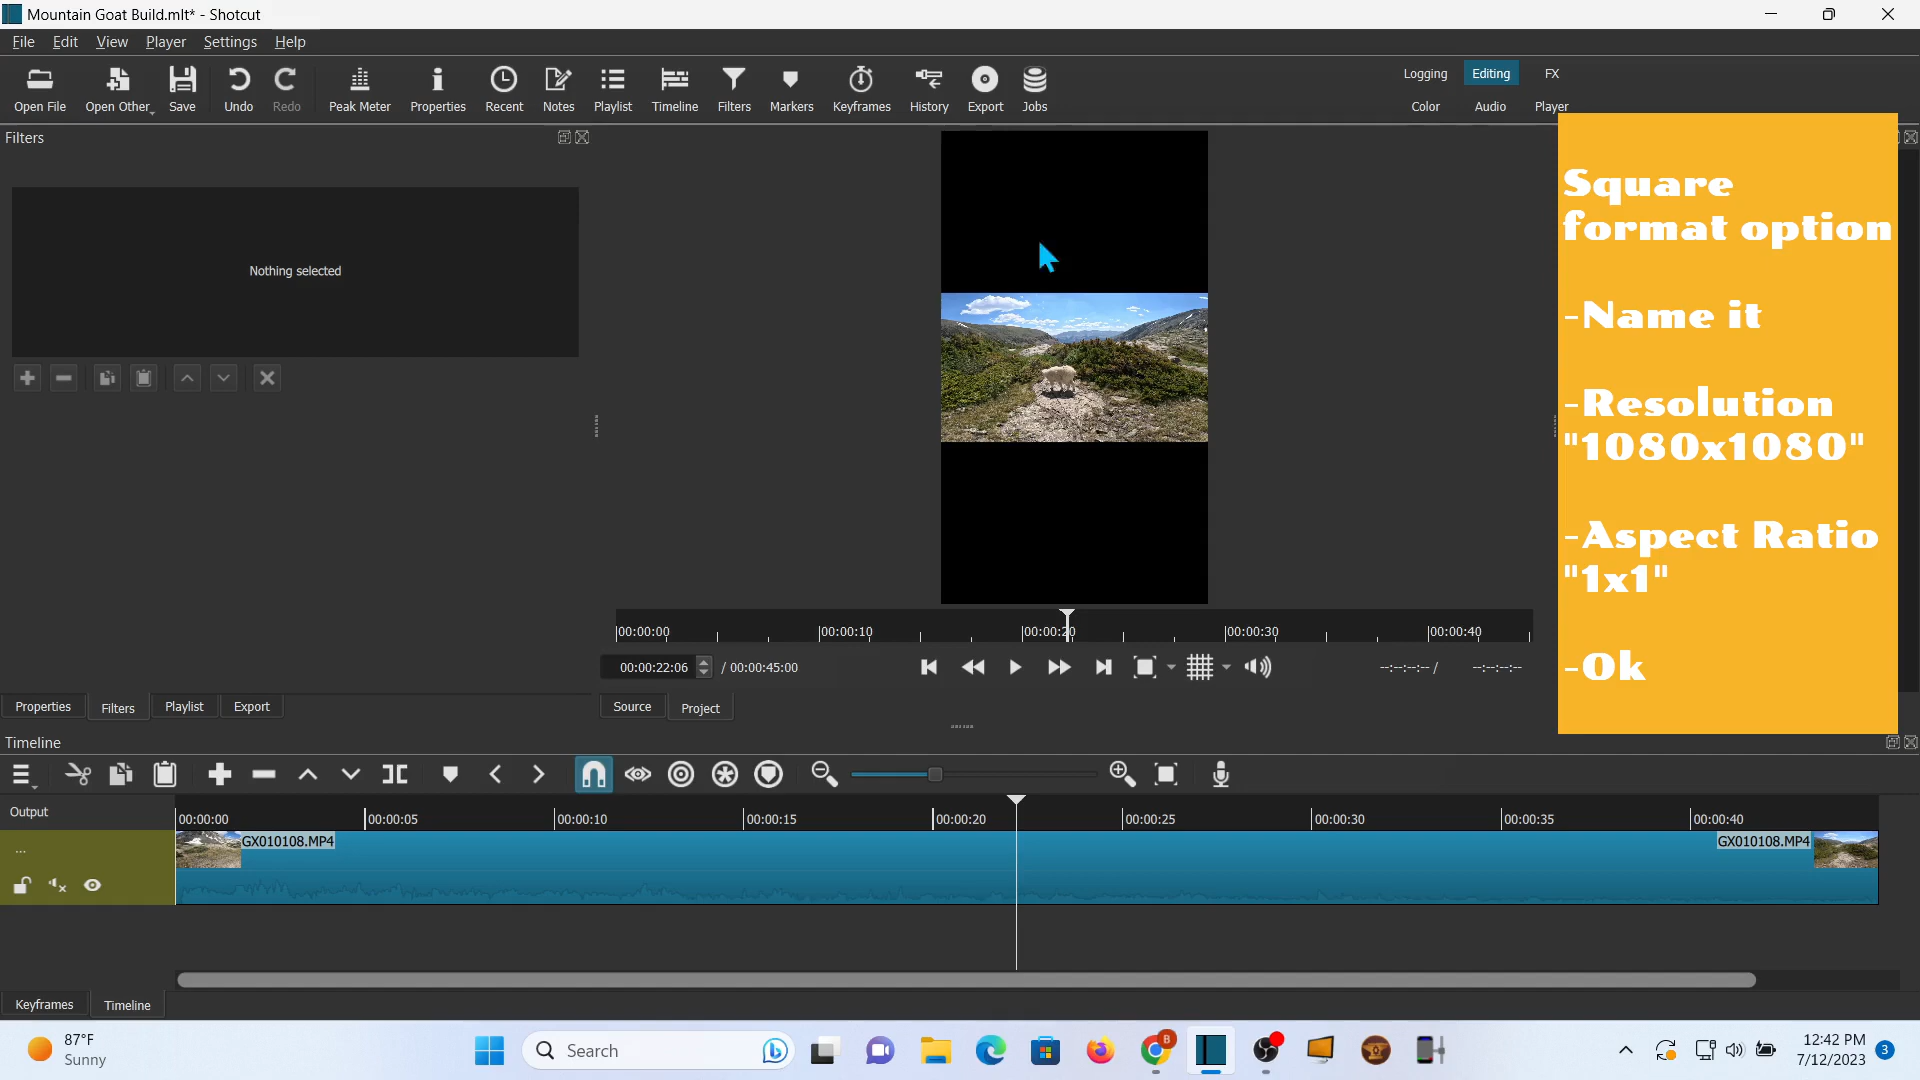 Mountain Goat Build.mlt* - Shotcut
File Edit View Player Settings Help
Open File Open Other Save Undo Redo Peak Meter Properties Recent Notes Playlist Timeline Filters Markers Keyframes History Export Jobs
Logging Editing FX
Color Audio Player
Filters
Nothing selected
Square
format option
-Name it
-Resolution
"1080x1080"
-Aspect Ratio
"1x1"
-Ok
00:00:00 00:00:10 00:00:20 00:00:30 00:00:40
00:00:22:06 / 00:00:45:00
--:--:--:-- / --:--:--:--
Properties Filters Playlist Export
Source Project
Timeline
Output
00:00:00 00:00:05 00:00:10 00:00:15 00:00:20 00:00:25 00:00:30 00:00:35 00:00:40
GX010108.MP4 GX010108.MP4
...
Keyframes Timeline
87°F
Sunny
Search
B
12:42 PM
7/12/2023
3